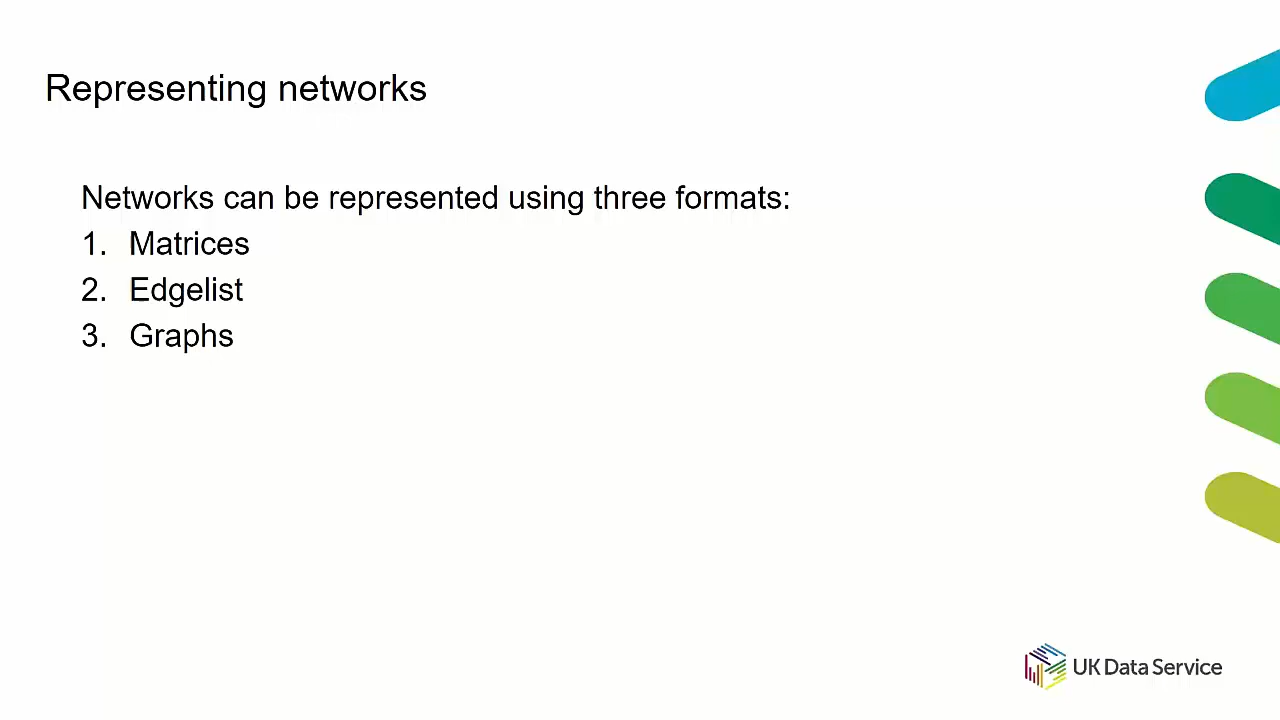 Representing networks
Networks can be represented using three formats:
1. Matrices
2. Edgelist
3. Graphs
UK Data Service